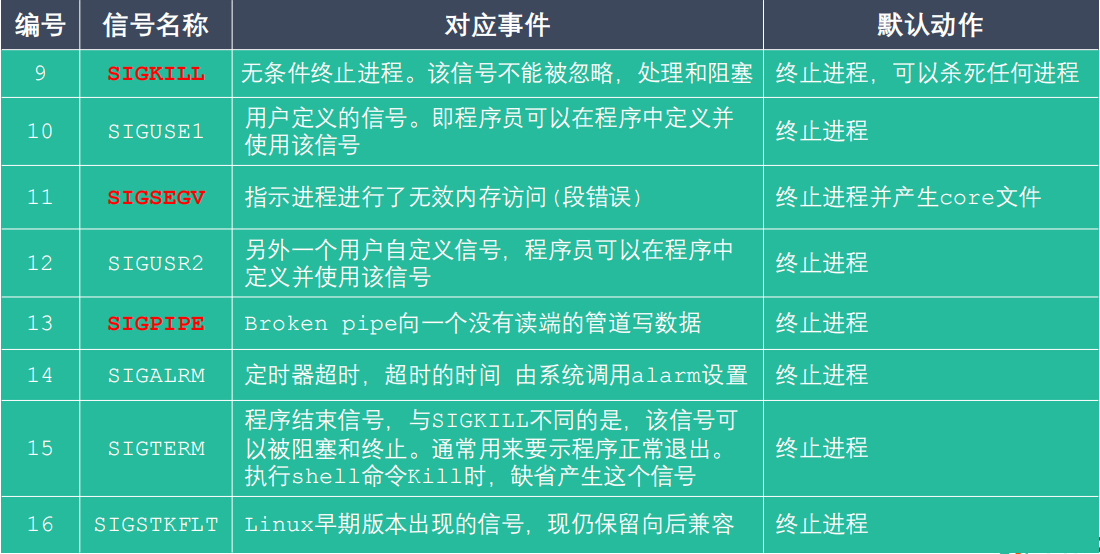 编号 信号名称 对应事件 默认动作
9 SIGKILL 无条件终止进程。该信号不能被忽略，处理和阻塞 终止进程，可以杀死任何进程
10 SIGUSE1 用户定义的信号。即程序员可以在程序中定义并
使用该信号 终止进程
11 SIGSEGV 指示进程进行了无效内存访问(段错误) 终止进程并产生core文件
12 SIGUSR2 另外一个用户自定义信号，程序员可以在程序中
定义并使用该信号 终止进程
13 SIGPIPE Broken pipe向一个没有读端的管道写数据 终止进程
14 SIGALRM 定时器超时，超时的时间 由系统调用alarm设置 终止进程
15 SIGTERM 程序结束信号，与SIGKILL不同的是，该信号可
以被阻塞和终止。通常用来要示程序正常退出。
执行shell命令Kill时，缺省产生这个信号 终止进程
16 SIGSTKFLT Linux早期版本出现的信号，现仍保留向后兼容 终止进程